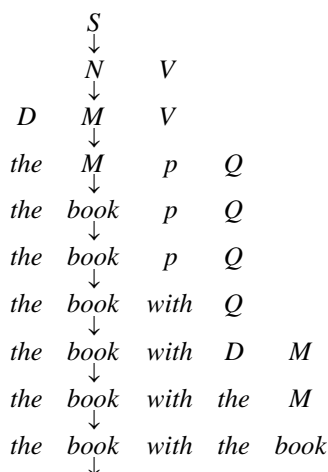 S
↓
N V
↓
D M V
↓
the M p Q
↓
the book p Q
↓
the book p Q
↓
the book with Q
↓
the book with D M
↓
the book with the M
↓
the book with the book
↓